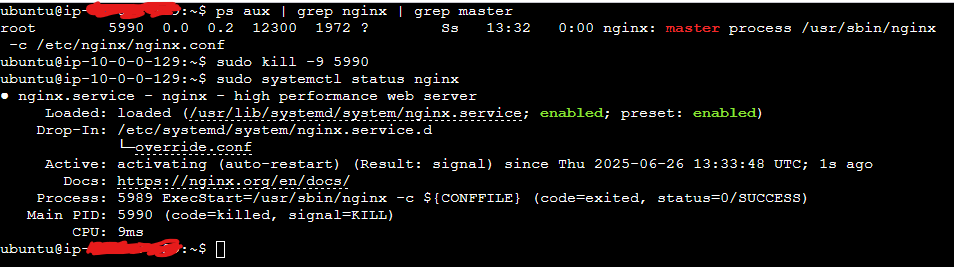 ubuntu@ip-:~$ ps aux | grep nginx | grep master
root 5990 0.0 0.2 12300 1972 ? Ss 13:32 0:00 nginx: master process /usr/sbin/nginx
-c /etc/nginx/nginx.conf
ubuntu@ip-10-0-0-129:~$ sudo kill -9 5990
ubuntu@ip-10-0-0-129:~$ sudo systemctl status nginx
● nginx.service - nginx - high performance web server
Loaded: loaded (/usr/lib/systemd/system/nginx.service; enabled; preset: enabled)
Drop-In: /etc/systemd/system/nginx.service.d
└─override.conf
Active: activating (auto-restart) (Result: signal) since Thu 2025-06-26 13:33:48 UTC; 1s ago
Docs: https://nginx.org/en/docs/
Process: 5989 ExecStart=/usr/sbin/nginx -c ${CONFFILE} (code=exited, status=0/SUCCESS)
Main PID: 5990 (code=killed, signal=KILL)
CPU: 9ms
ubuntu@ip-:~$